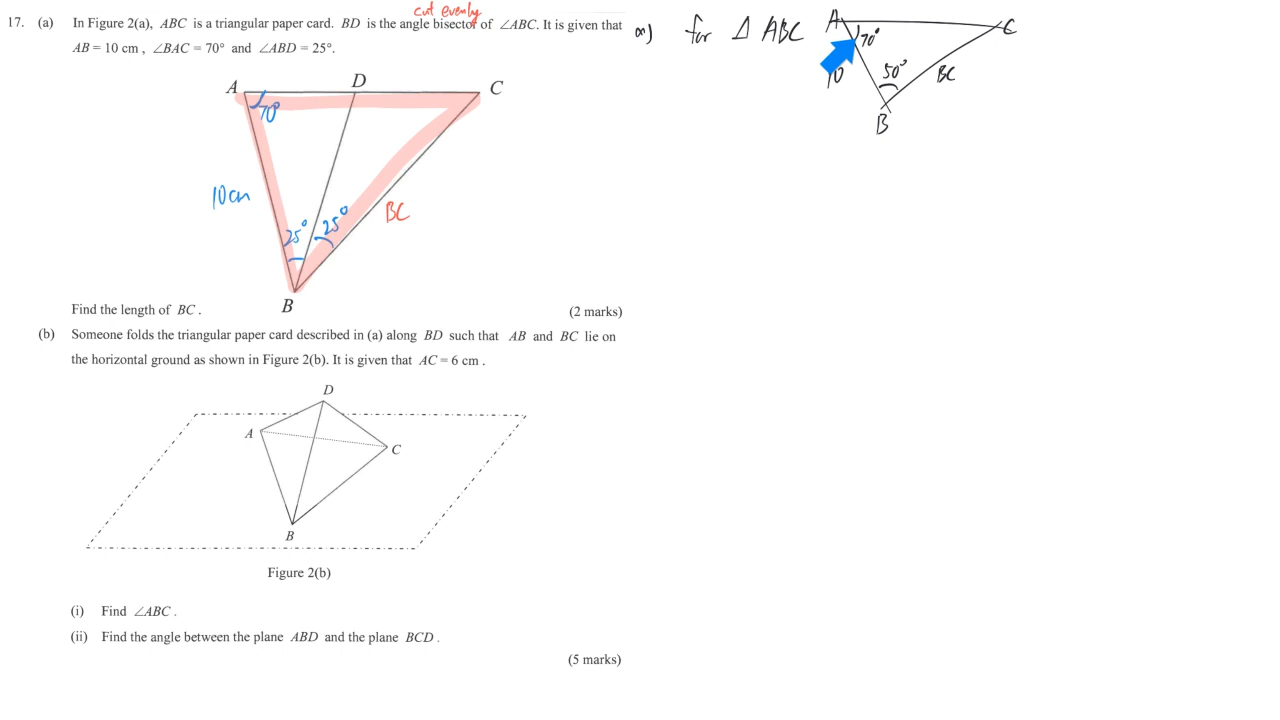 cut evenly
17. (a) In Figure 2(a), ABC is a triangular paper card. BD is the angle bisector of ∠ABC. It is given that
AB = 10 cm , ∠BAC = 70° and ∠ABD = 25°.
A D C
70
10cm
25° 25°
BC
B
Find the length of BC . (2 marks)
(b) Someone folds the triangular paper card described in (a) along BD such that AB and BC lie on
the horizontal ground as shown in Figure 2(b). It is given that AC = 6 cm .
D
A
C
B
Figure 2(b)
(i) Find ∠ABC .
(ii) Find the angle between the plane ABD and the plane BCD .
(5 marks)
a) for Δ ABC
A C
70°
10 50° BC
B